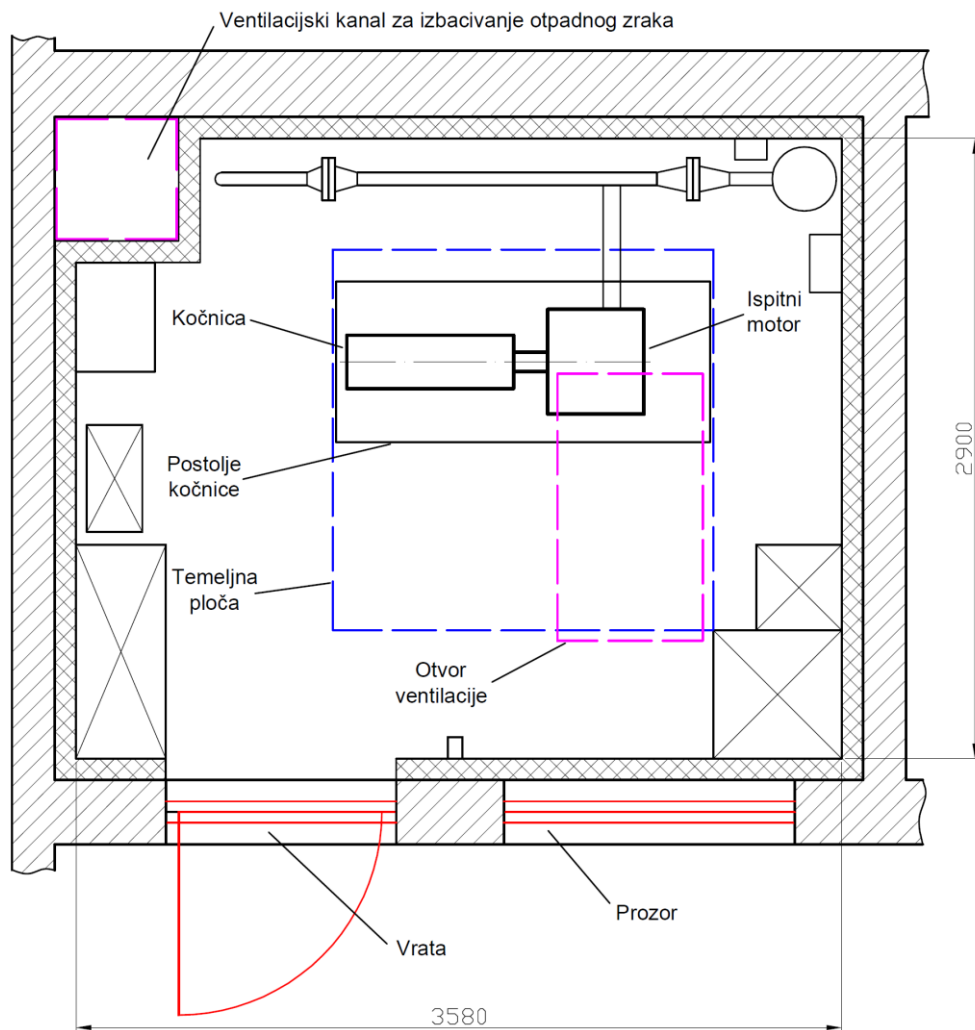 Ventilacijski kanal za izbacivanje otpadnog zraka
Kočnica
Ispitni
motor
2900
Postolje
kočnice
Temeljna
ploča
Otvor
ventilacije
Prozor
Vrata
3580